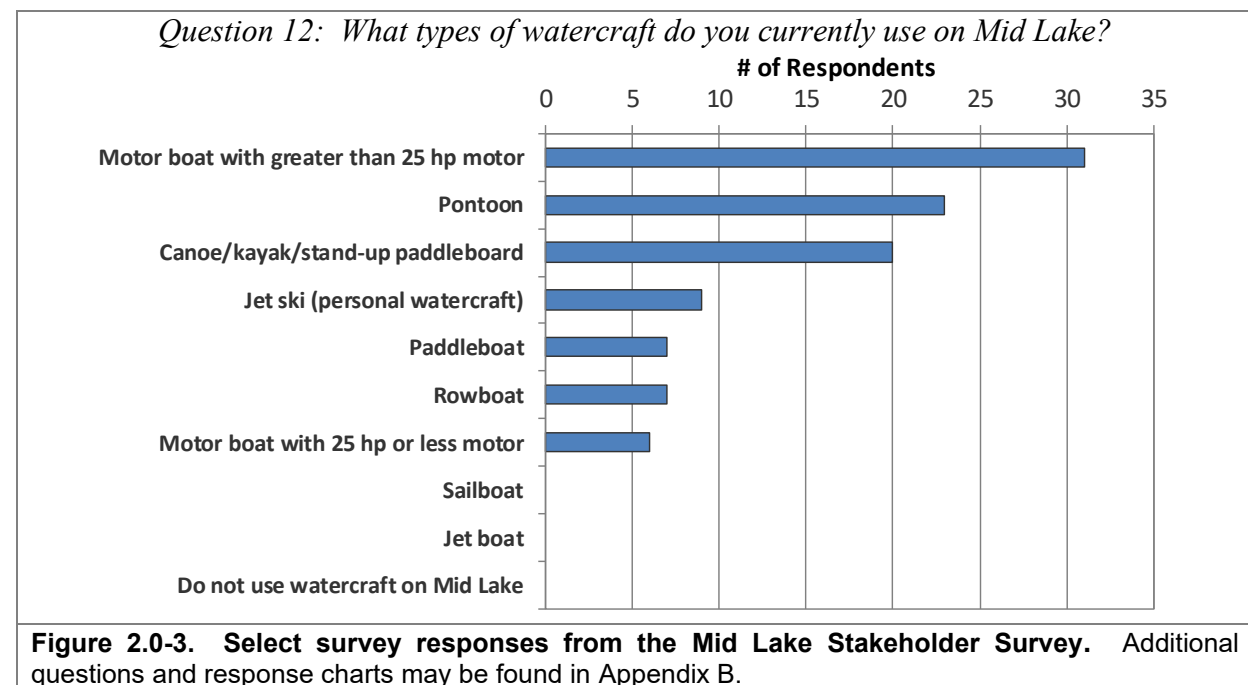 Question 12: What types of watercraft do you currently use on Mid Lake?
# of Respondents
0 5 10 15 20 25 30 35
Motor boat with greater than 25 hp motor
Pontoon
Canoe/kayak/stand-up paddleboard
Jet ski (personal watercraft)
Paddleboat
Rowboat
Motor boat with 25 hp or less motor
Sailboat
Jet boat
Do not use watercraft on Mid Lake
Figure 2.0-3. Select survey responses from the Mid Lake Stakeholder Survey. Additional
questions and response charts may be found in Appendix B.